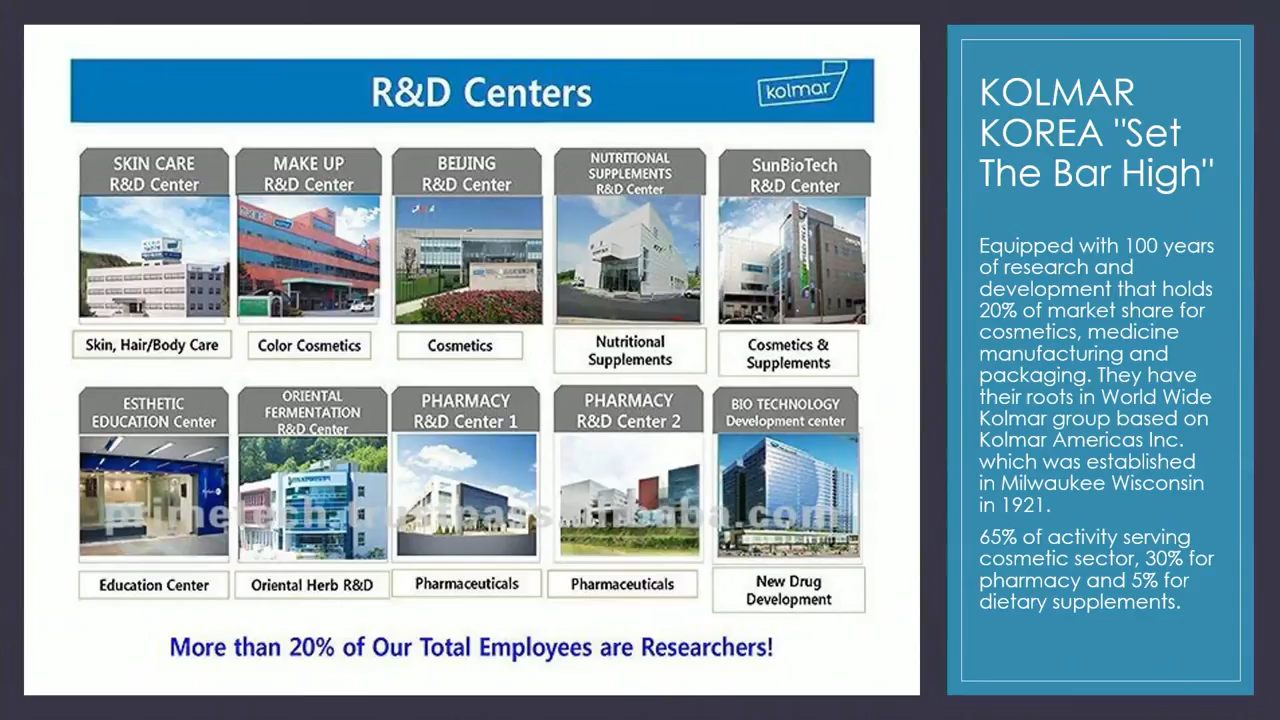 R&D Centers
kolmar
SKIN CARE
R&D Center
MAKE UP
R&D Center
BEIJING
R&D Center
NUTRITIONAL
SUPPLEMENTS
R&D Center
SunBioTech
R&D Center
Skin, Hair/Body Care
Color Cosmetics
Cosmetics
Nutritional
Supplements
Cosmetics &
Supplements
ESTHETIC
EDUCATION Center
ORIENTAL
FERMENTATION
R&D Center
PHARMACY
R&D Center 1
PHARMACY
R&D Center 2
BIO TECHNOLOGY
Development center
Education Center
Oriental Herb R&D
Pharmaceuticals
Pharmaceuticals
New Drug
Development
More than 20% of Our Total Employees are Researchers!
KOLMAR
KOREA "Set
The Bar High"
Equipped with 100 years
of research and
development that holds
20% of market share for
cosmetics, medicine
manufacturing and
packaging. They have
their roots in World Wide
Kolmar group based on
Kolmar Americas Inc.
which was established
in Milwaukee Wisconsin
in 1921.
65% of activity serving
cosmetic sector, 30% for
pharmacy and 5% for
dietary supplements.